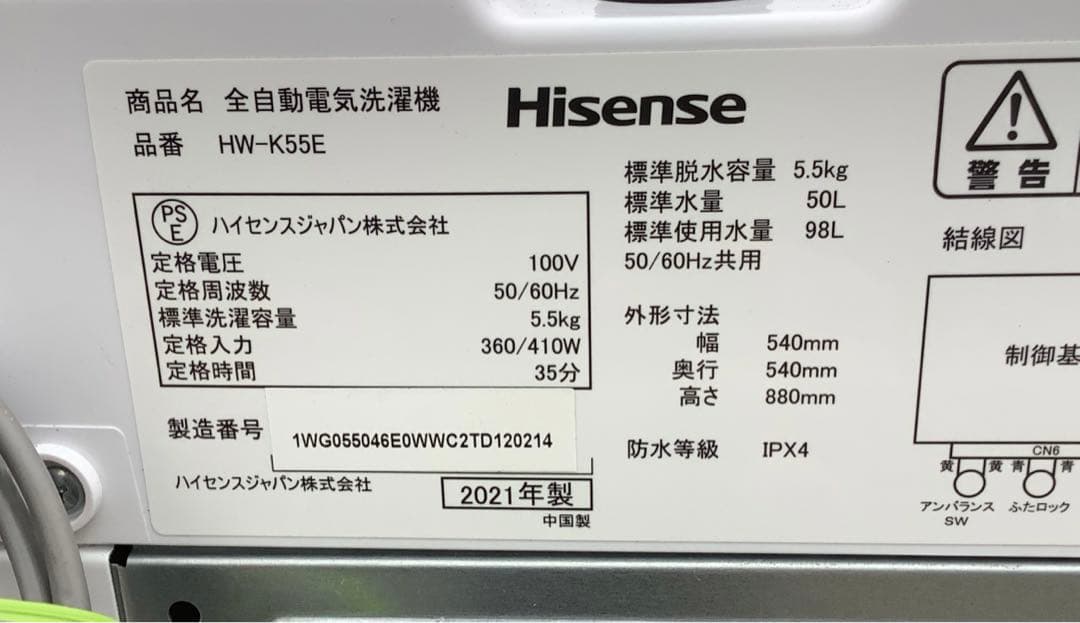 商品名 全自動電気洗濯機
品番 HW-K55E
Hisense
PS
E
ハイセンスジャパン株式会社
定格電圧 100V
定格周波数 50/60Hz
標準洗濯容量 5.5kg
定格入力 360/410W
定格時間 35分
製造番号 1WG055046E0WWC2TD120214
ハイセンスジャパン株式会社
2021年製
中国製
標準脱水容量 5.5kg
標準水量 50L
標準使用水量 98L
50/60Hz共用
外形寸法
幅 540mm
奥行 540mm
高さ 880mm
防水等級 IPX4
警告
結線図
制御基
CN6
黄 黄 青 青
アンバランス ふたロック
SW